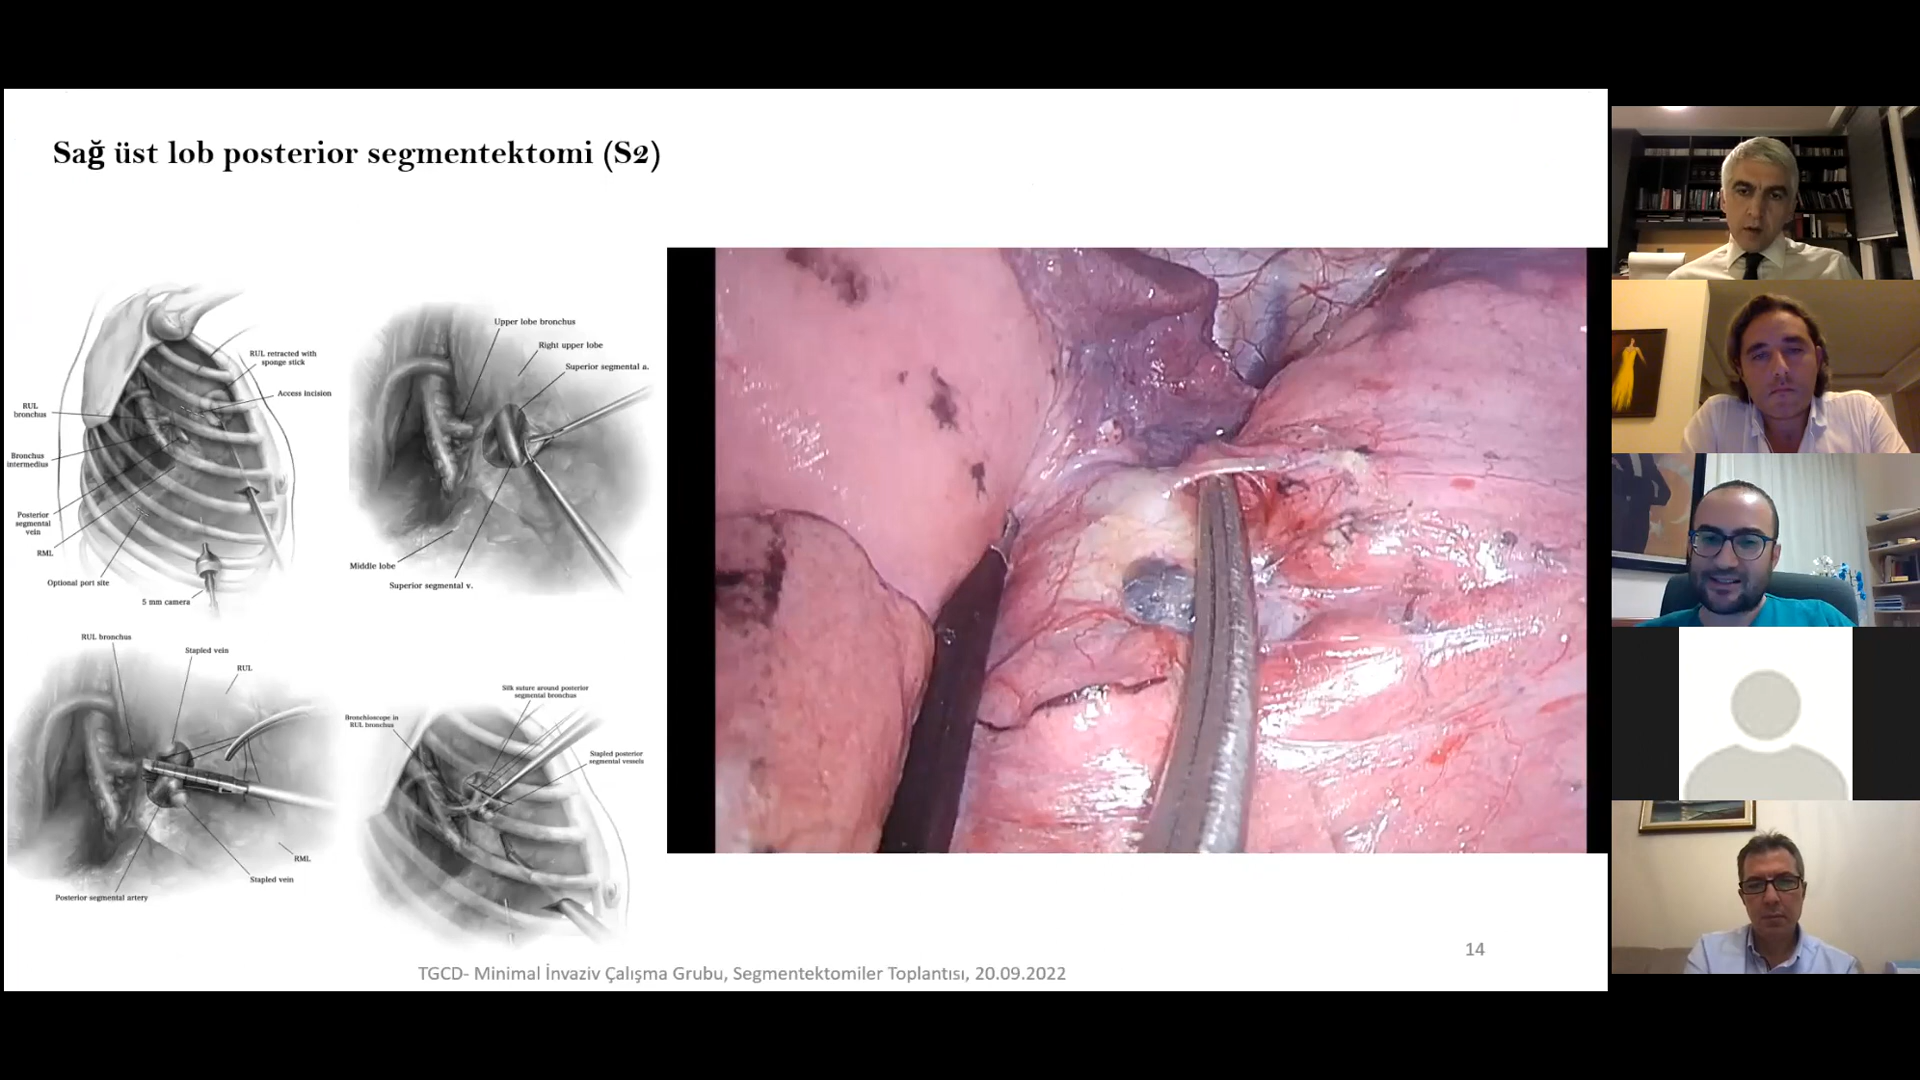 Sağ üst lob posterior segmentektomi (S2)
RUL retracted with
sponge stick
Access incision
RUL
bronchus
Bronchus
intermedius
Posterior
segmental
vein
RML
Optional port site
5 mm camera
Upper lobe bronchus
Right upper lobe
Superior segmental a.
Middle lobe
Superior segmental v.
RUL bronchus
Stapled vein
RUL
RML
Stapled vein
Posterior segmental artery
Silk suture around posterior
segmental bronchus
Bronchioscope in
RUL bronchus
Stapled posterior
segmental vessels
14
TGCD- Minimal İnvaziv Çalışma Grubu, Segmentektomiler Toplantısı, 20.09.2022